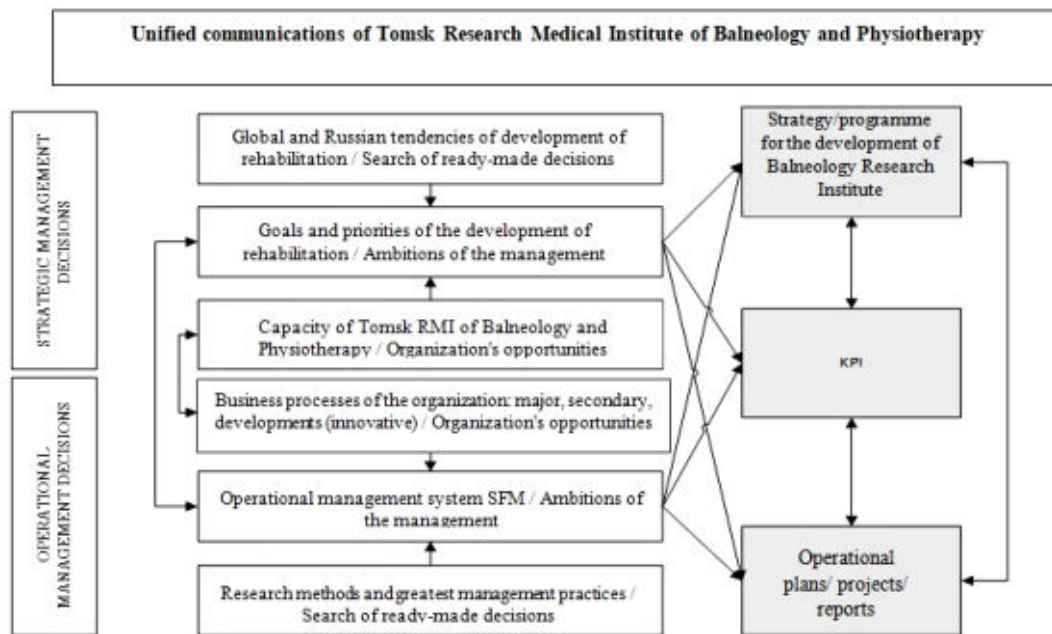 Unified communications of Tomsk Research Medical Institute of Balneology and Physiotherapy
STRATEGIC MANAGEMENT
DECISIONS
OPERATIONAL
MANAGEMENT DECISIONS
Global and Russian tendencies of development of
rehabilitation / Search of ready-made decisions
Goals and priorities of the development of
rehabilitation / Ambitions of the management
Capacity of Tomsk RMI of Balneology and
Physiotherapy / Organization's opportunities
Business processes of the organization: major, secondary,
developments (innovative) / Organization's opportunities
Operational management system SFM / Ambitions of
the management
Research methods and greatest management practices /
Search of ready-made decisions
Strategy/programme
for the development of
Balneology Research
Institute
KPI
Operational
plans/ projects/
reports